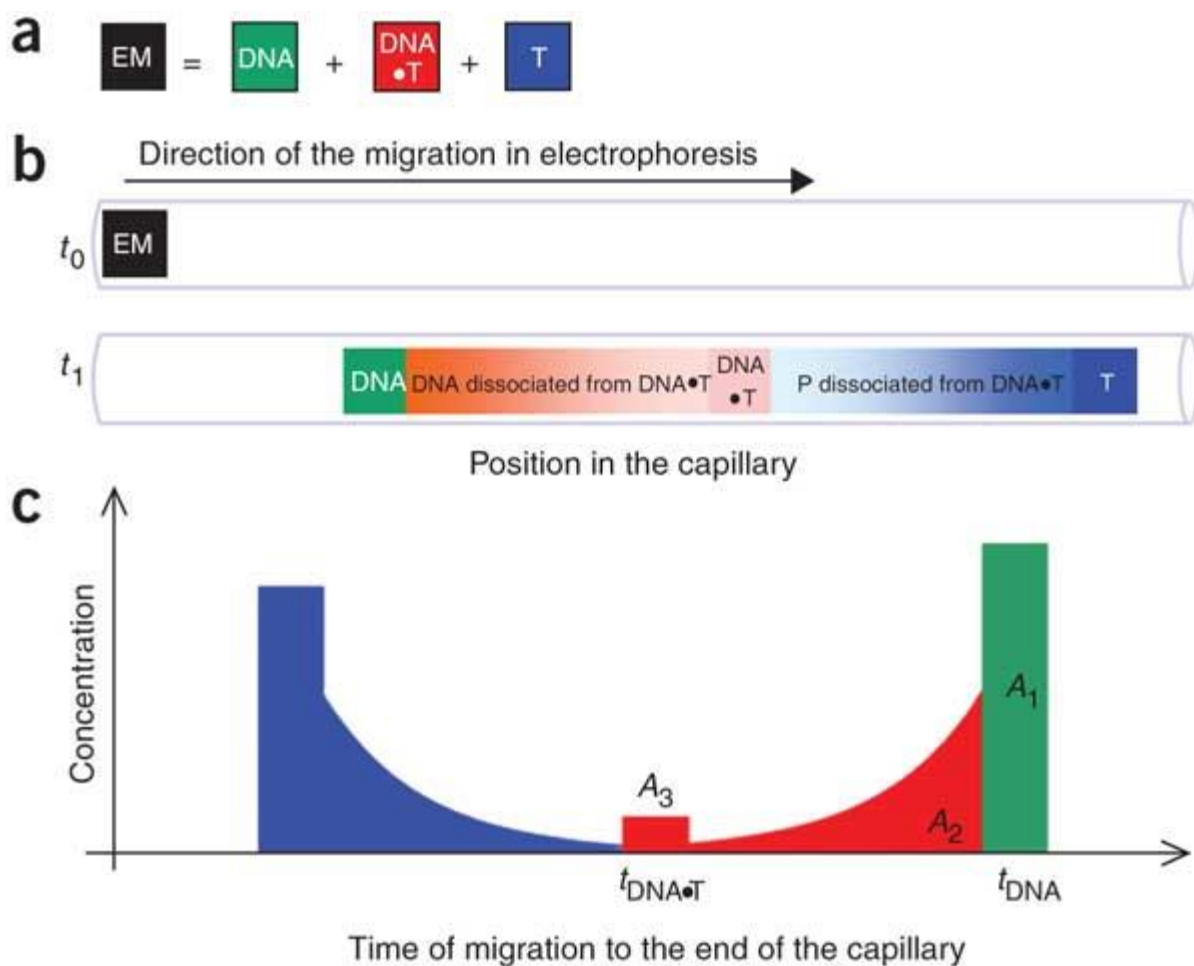 a
EM = DNA + DNA •T + T
b
Direction of the migration in electrophoresis
t0
EM
t1
DNA DNA dissociated from DNA•T DNA •T P dissociated from DNA•T T
Position in the capillary
c
Concentration
A1
A3
A2
tDNA•T tDNA
Time of migration to the end of the capillary